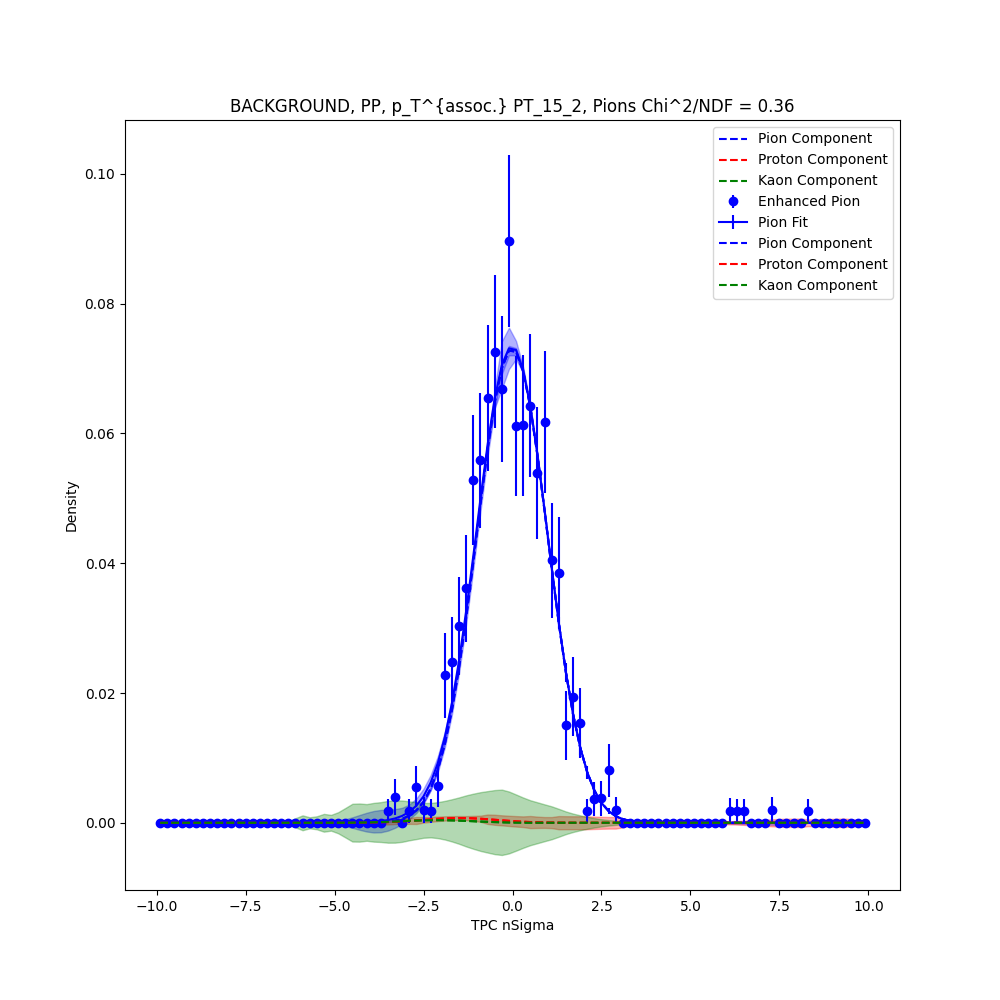 BACKGROUND, PP, p_T^{assoc.} PT_15_2, Pions Chi^2/NDF = 0.36
Pion Component
Proton Component
Kaon Component
Enhanced Pion
Pion Fit
Pion Component
Proton Component
Kaon Component
0.10
0.08
0.06
0.04
0.02
0.00
Density
−10.0 −7.5 −5.0 −2.5 0.0 2.5 5.0 7.5 10.0
TPC nSigma